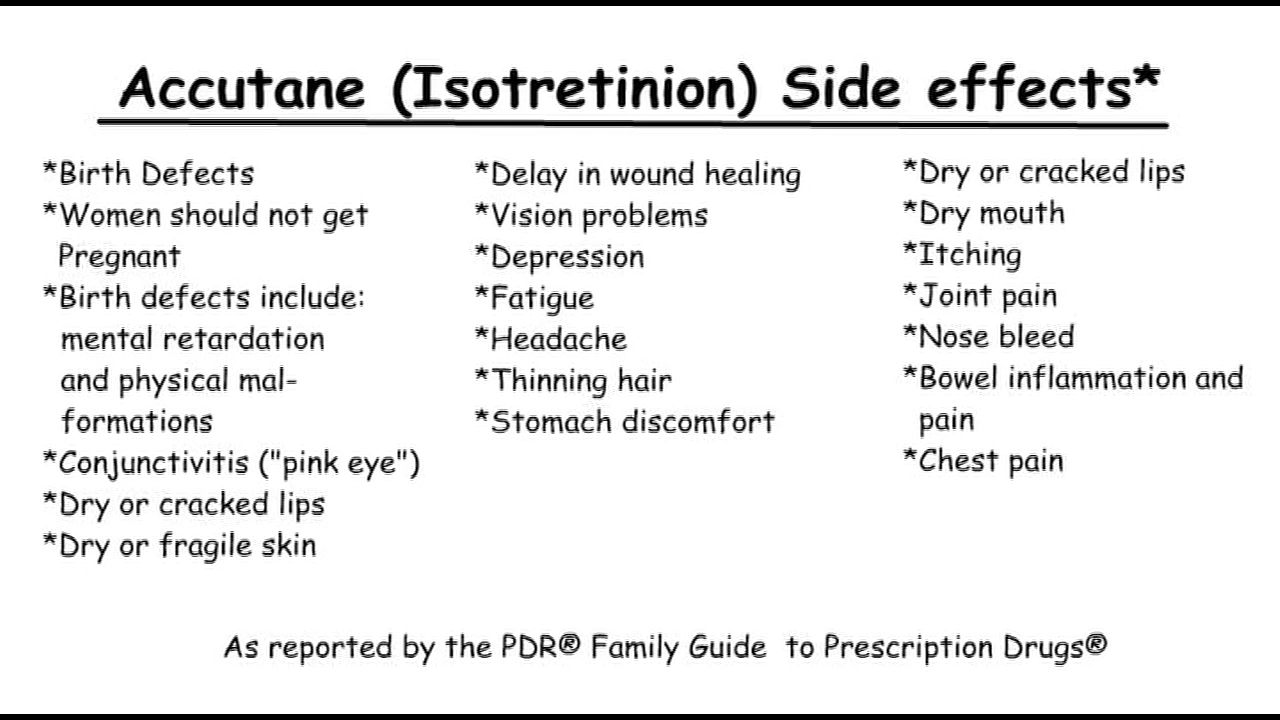 Accutane (Isotretinion) Side effects*
*Birth Defects
*Women should not get
Pregnant
*Birth defects include:
mental retardation
and physical mal-
formations
*Conjunctivitis ("pink eye")
*Dry or cracked lips
*Dry or fragile skin
*Delay in wound healing
*Vision problems
*Depression
*Fatigue
*Headache
*Thinning hair
*Stomach discomfort
*Dry or cracked lips
*Dry mouth
*Itching
*Joint pain
*Nose bleed
*Bowel inflammation and
pain
*Chest pain
As reported by the PDR® Family Guide to Prescription Drugs®